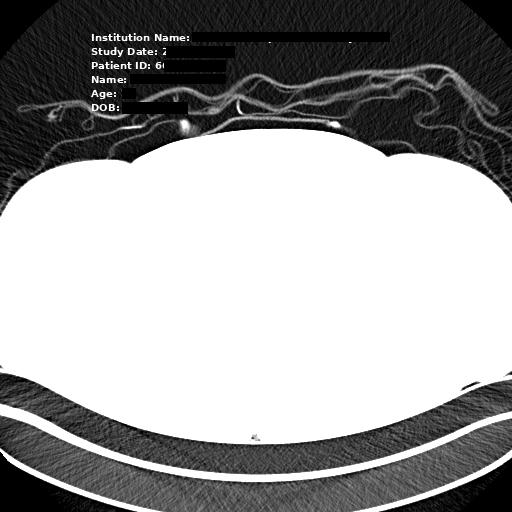 Institution Name:
Study Date: 2
Patient ID: 6
Name:
Age:
DOB: